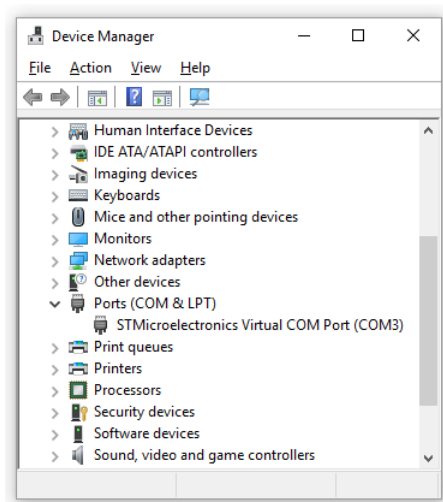 Device Manager
File Action View Help
Human Interface Devices
IDE ATA/ATAPI controllers
Imaging devices
Keyboards
Mice and other pointing devices
Monitors
Network adapters
Other devices
Ports (COM & LPT)
STMicroelectronics Virtual COM Port (COM3)
Print queues
Printers
Processors
Security devices
Software devices
Sound, video and game controllers